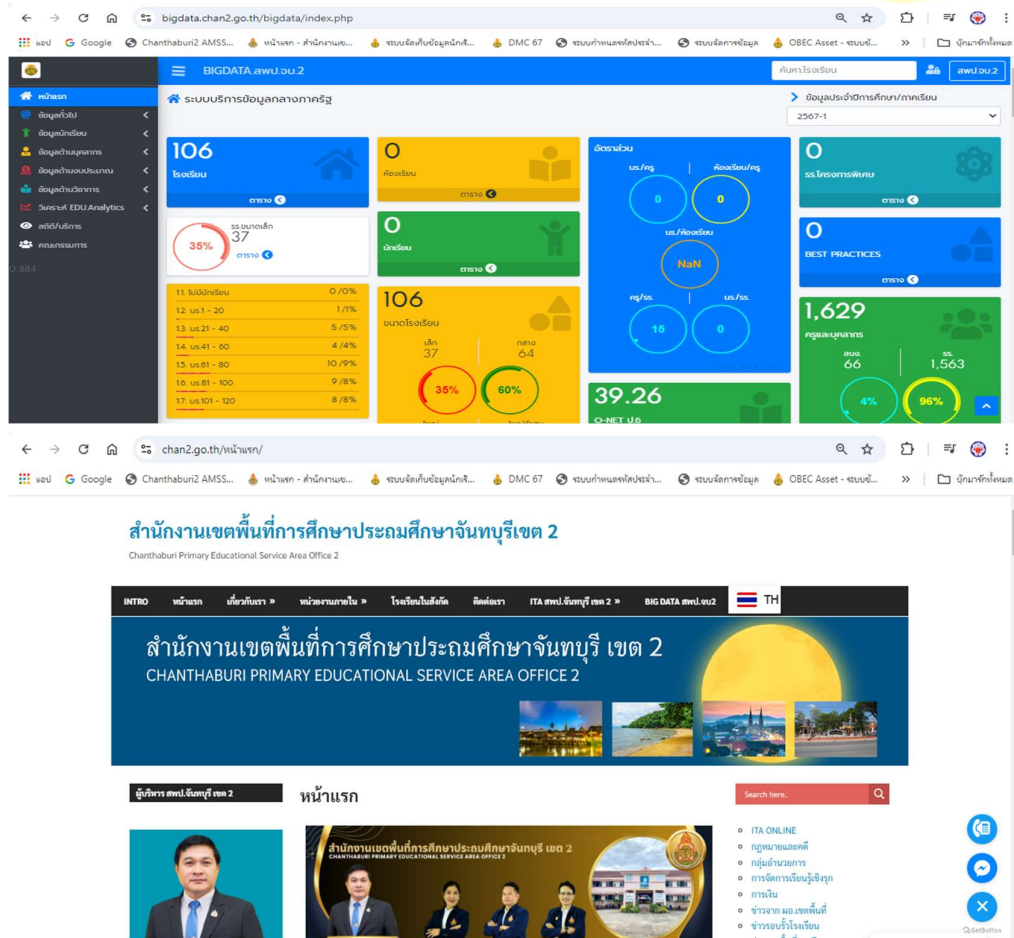 bigdata.chan2.go.th/bigdata/index.php
แอป
Google
Chanthaburi2 AMSS...
หน้าแรก - สำนักงานเข...
ระบบจัดเก็บข้อมูลนักเรี...
DMC 67
ระบบกำหนดรหัสประจำ...
ระบบจัดการข้อมูล
OBEC Asset - ระบบข้...
»
บุ๊กมาร์กทั้งหมด
BIGDATA.สพป.จบ.2
ค้นหาโรงเรียน
สพป.จบ.2
หน้าแรก
ข้อมูลทั่วไป
ข้อมูลนักเรียน
ข้อมูลด้านบุคลากร
ข้อมูลด้านงบประมาณ
ข้อมูลด้านวิชาการ
วิเคราะห์ EDU.Analytics
สถิติ/บริการ
คณะกรรมการ
0.884
ระบบบริการข้อมูลกลางภาครัฐ
ข้อมูลประจำปีการศึกษา/ภาคเรียน
2567-1
106
โรงเรียน
ตาราง
35%
รร.ขนาดเล็ก
37
ตาราง
1.1. ไม่มีนักเรียน 0 /0%
1.2. นร.1 - 20 1 /1%
1.3. นร.21 - 40 5 /5%
1.4. นร.41 - 60 4 /4%
1.5. นร.61 - 80 10 /9%
1.6. นร.81 - 100 9 /8%
1.7. นร.101 - 120 8 /8%
0
ห้องเรียน
ตาราง
0
นักเรียน
ตาราง
106
ขนาดโรงเรียน
เล็ก กลาง
37 64
35% 60%
อัตราส่วน
นร./ครู ห้องเรียน/ครู
0 0
นร./ห้องเรียน
NaN
ครู/รร. นร./รร.
15 0
39.26
O-NET ป.6
0
รร.โครงการพิเศษ
ตาราง
0
BEST PRACTICES
ตาราง
1,629
ครูและบุคลากร
สนง. รร.
66 1,563
4% 96%
chan2.go.th/หน้าแรก/
แอป
Google
Chanthaburi2 AMSS...
หน้าแรก - สำนักงานเข...
ระบบจัดเก็บข้อมูลนักเรี...
DMC 67
ระบบกำหนดรหัสประจำ...
ระบบจัดการข้อมูล
OBEC Asset - ระบบข้...
»
บุ๊กมาร์กทั้งหมด
สำนักงานเขตพื้นที่การศึกษาประถมศึกษาจันทบุรีเขต 2
Chanthaburi Primary Educational Service Area Office 2
INTRO หน้าแรก เกี่ยวกับเรา » หน่วยงานภายใน » โรงเรียนในสังกัด ติดต่อเรา ITA สพป.จันทบุรี เขต 2 » BIG DATA สพป.จบ2 TH
สำนักงานเขตพื้นที่การศึกษาประถมศึกษาจันทบุรี เขต 2
CHANTHABURI PRIMARY EDUCATIONAL SERVICE AREA OFFICE 2
ผู้บริหาร สพป.จันทบุรี เขต 2
หน้าแรก
Search here..
สำนักงานเขตพื้นที่การศึกษาประถมศึกษาจันทบุรี เขต 2
CHANTHABURI PRIMARY EDUCATIONAL SERVICE AREA OFFICE 2
ITA ONLINE
กฎหมายและคดี
กลุ่มอำนวยการ
การจัดการเรียนรู้เชิงรุก
การเงิน
ข่าวจาก ผอ.เขตพื้นที่
ข่าวรอบรั้วโรงเรียน
GetButton